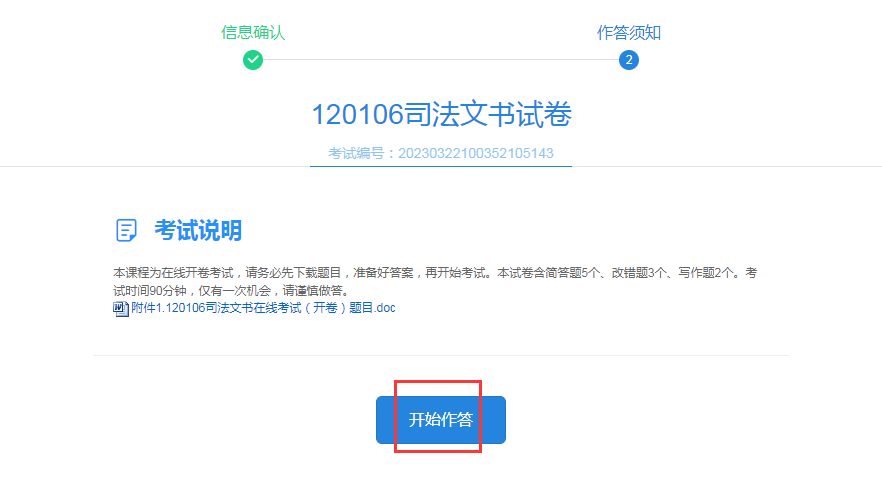 信息确认
作答须知
2
120106司法文书试卷
考试编号：20230322100352105143
考试说明
本课程为在线开卷考试，请务必先下载题目，准备好答案，再开始考试。本试卷含简答题5个、改错题3个、写作题2个。考
试时间90分钟，仅有一次机会，请谨慎做答。
附件1.120106司法文书在线考试（开卷）题目.doc
开始作答